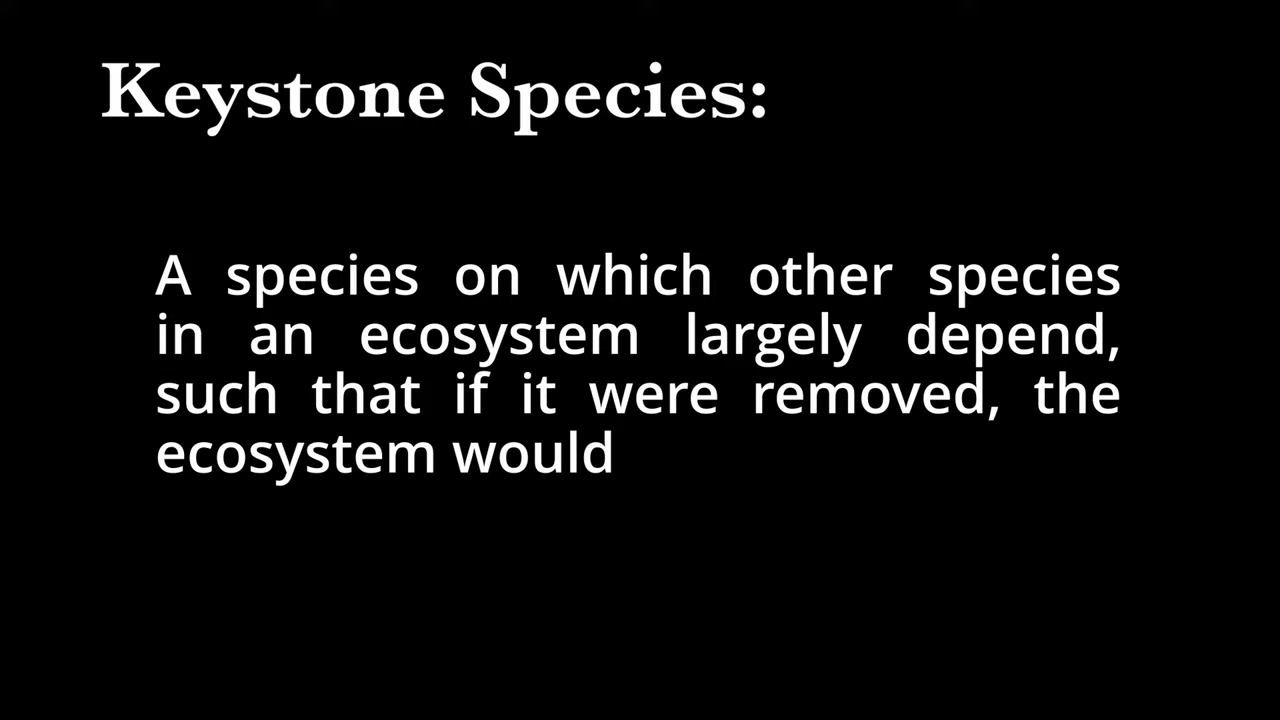 Keystone Species:
A species on which other species
in an ecosystem largely depend,
such that if it were removed, the
ecosystem would